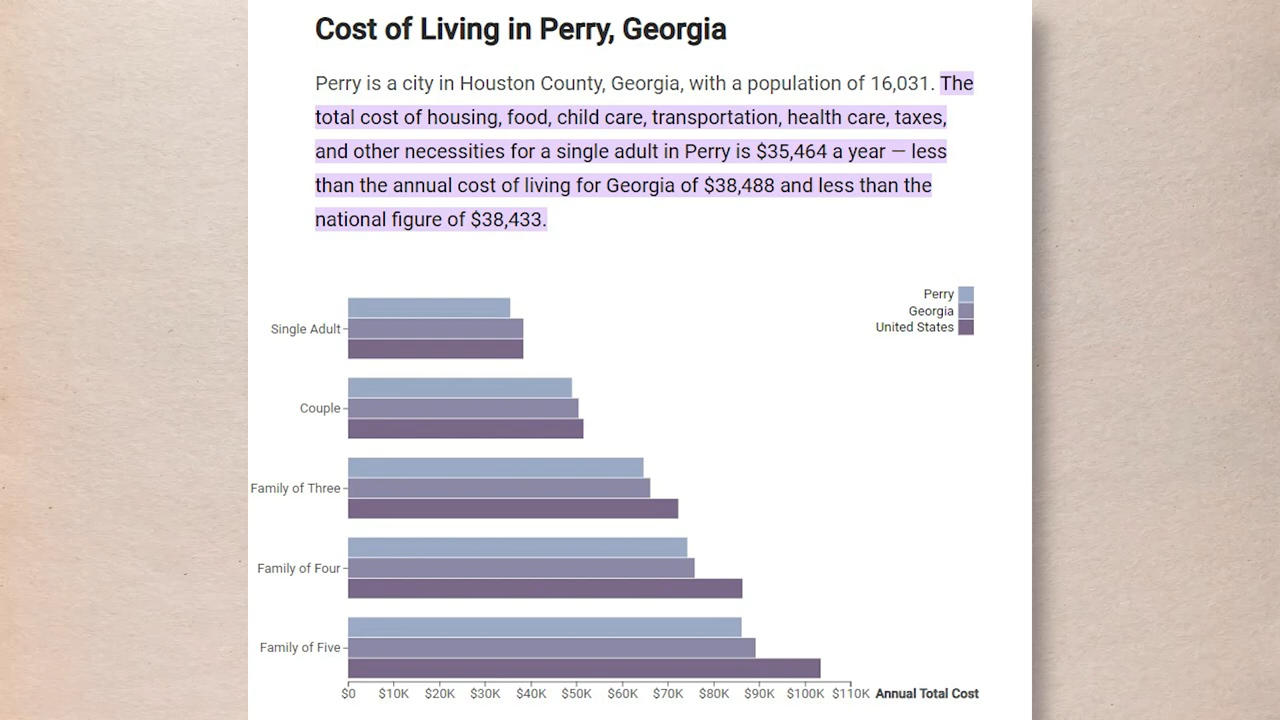 Cost of Living in Perry, Georgia
Perry is a city in Houston County, Georgia, with a population of 16,031. The
total cost of housing, food, child care, transportation, health care, taxes,
and other necessities for a single adult in Perry is $35,464 a year — less
than the annual cost of living for Georgia of $38,488 and less than the
national figure of $38,433.
Perry
Georgia
United States
Single Adult
Couple
Family of Three
Family of Four
Family of Five
$0 $10K $20K $30K $40K $50K $60K $70K $80K $90K $100K $110K Annual Total Cost